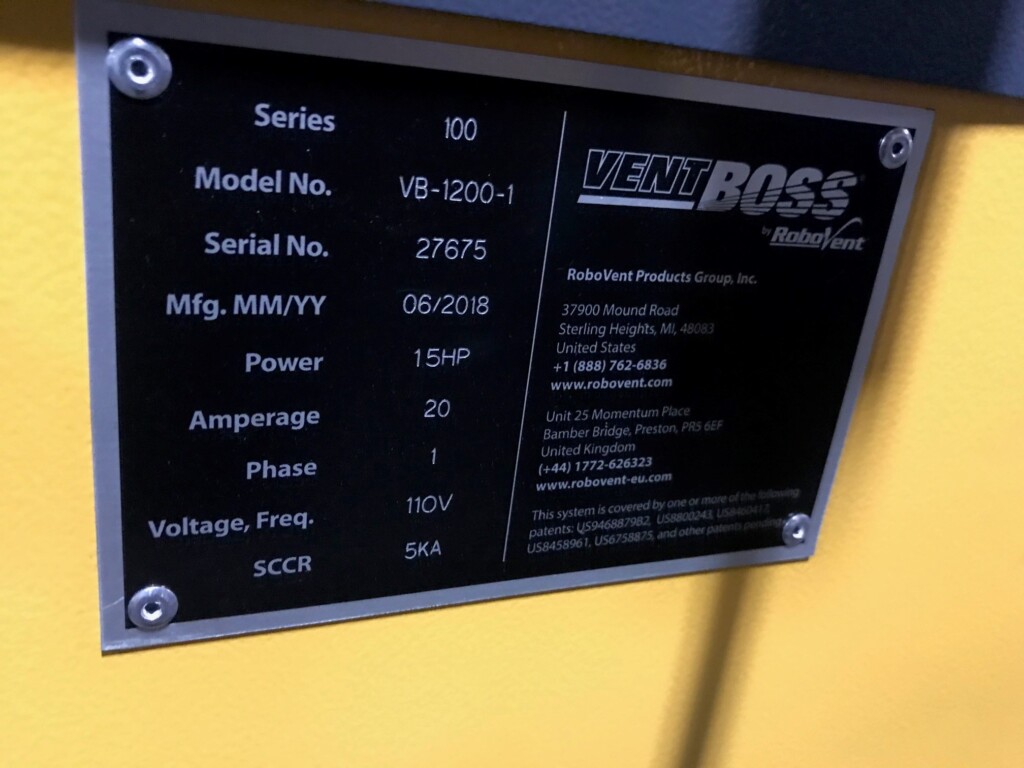 Series 100
Model No. VB-1200-1
Serial No. 27675
Mfg. MM/YY 06/2018
Power 15HP
Amperage 20
Phase 1
Voltage, Freq. 110V
SCCR 5KA
VENTBOSS®
by RoboVent
RoboVent Products Group, Inc.
37900 Mound Road
Sterling Heights, MI, 48083
United States
+1 (888) 762-6836
www.robovent.com
Unit 25 Momentum Place
Bamber Bridge, Preston, PR5 6EF
United Kingdom
(+44) 1772-626323
www.robovent-eu.com
This system is covered by one or more of the following
patents: US946887982, US8800243, US8460417,
US8458961, US6758875, and other patents pending